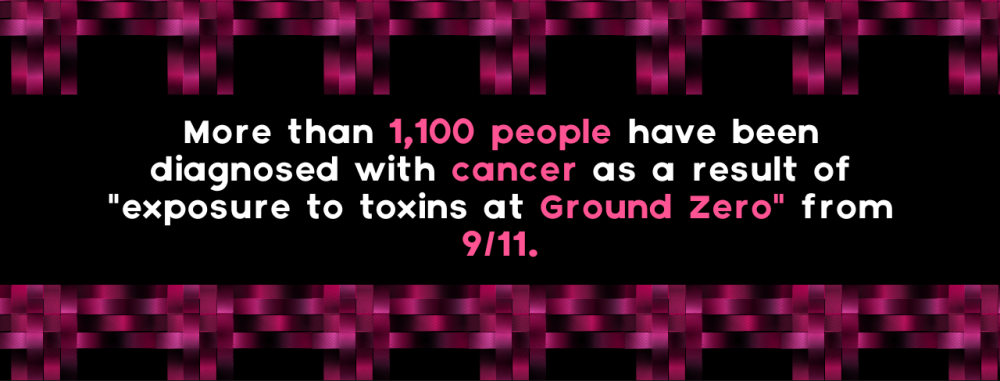 More than 1,100 people have been
diagnosed with cancer as a result of
"exposure to toxins at Ground Zero" from
9/11.